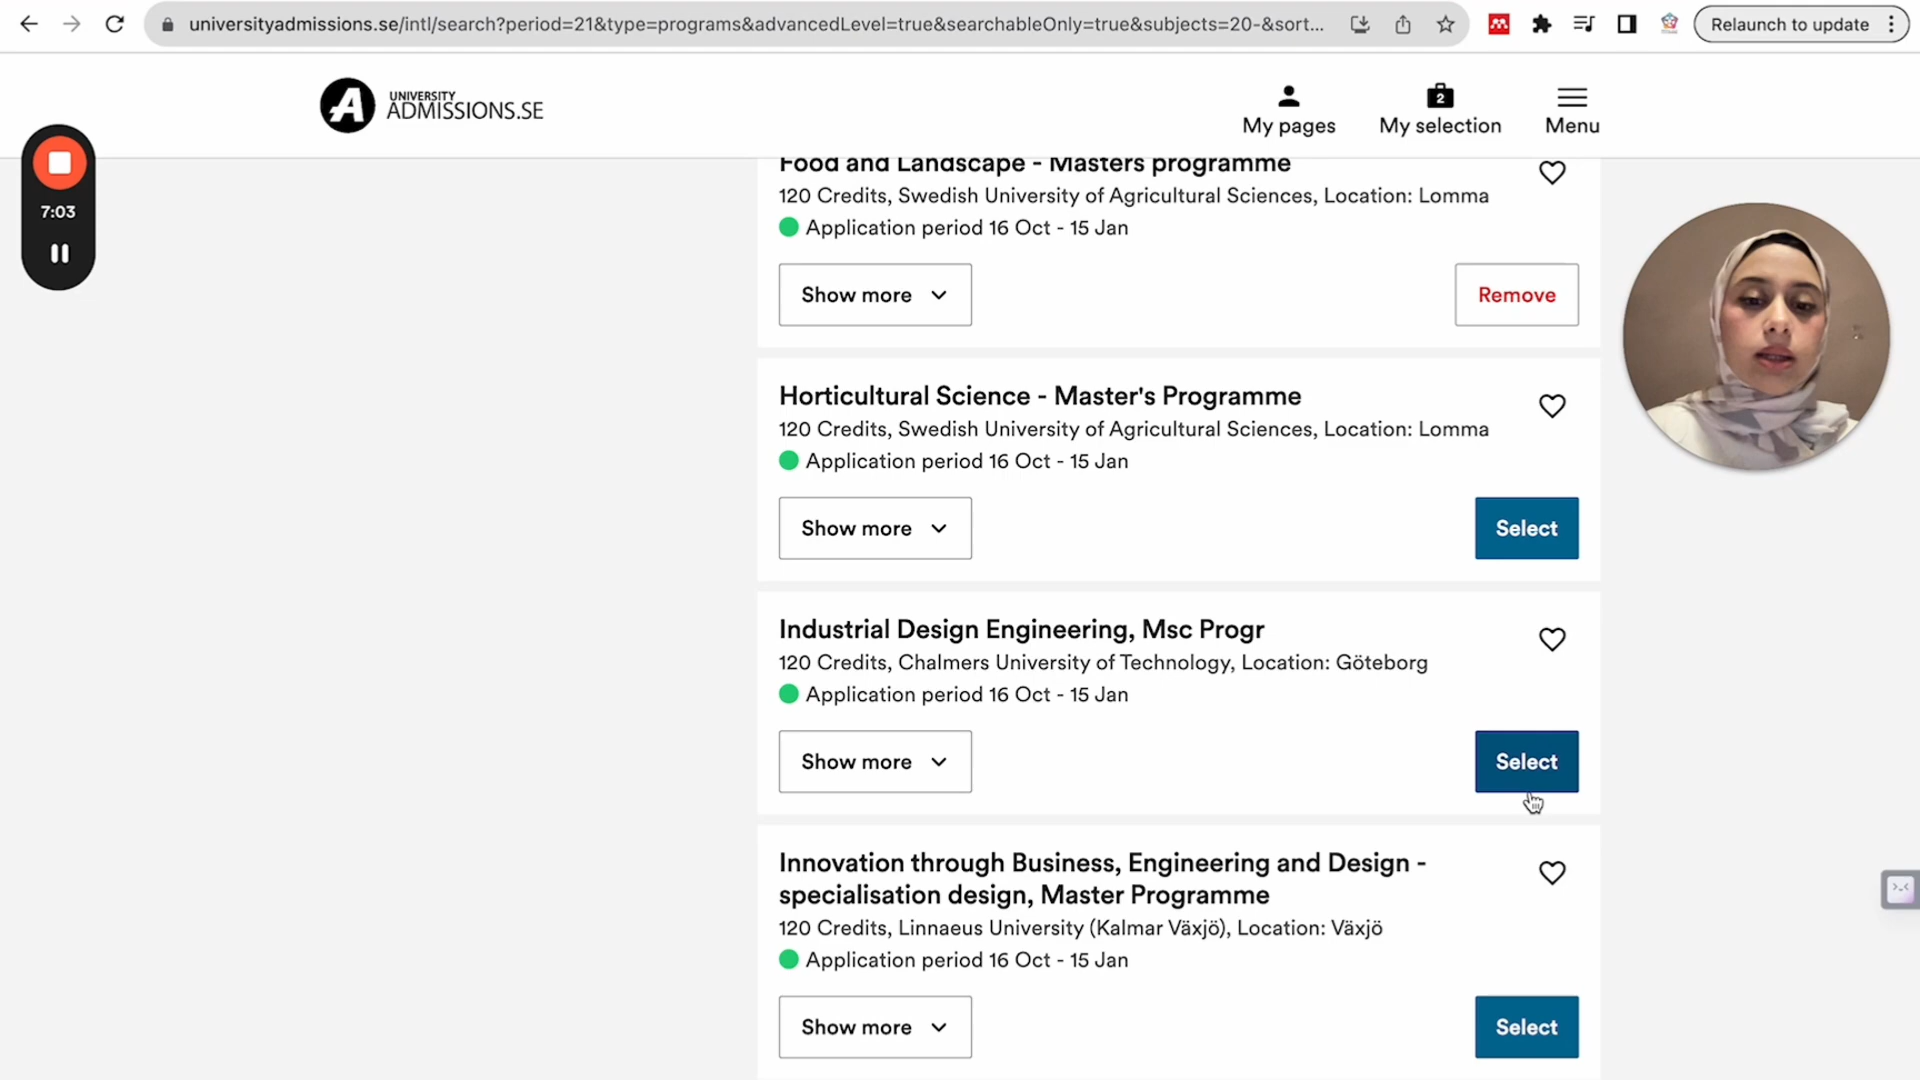 universityadmissions.se/intl/search?period=21&type=programs&advancedLevel=true&searchableOnly=true&subjects=20-&sort...
Relaunch to update
UNIVERSITY
ADMISSIONS.SE
2
My pages
My selection
Menu
7:03
Food and Landscape - Masters programme
120 Credits, Swedish University of Agricultural Sciences, Location: Lomma
Application period 16 Oct - 15 Jan
Show more
Remove
Horticultural Science - Master's Programme
120 Credits, Swedish University of Agricultural Sciences, Location: Lomma
Application period 16 Oct - 15 Jan
Show more
Select
Industrial Design Engineering, Msc Progr
120 Credits, Chalmers University of Technology, Location: Göteborg
Application period 16 Oct - 15 Jan
Show more
Select
Innovation through Business, Engineering and Design -
specialisation design, Master Programme
120 Credits, Linnaeus University (Kalmar Växjö), Location: Växjö
Application period 16 Oct - 15 Jan
Show more
Select